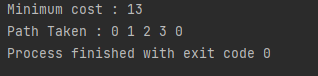 Minimum cost : 13
Path Taken : 0 1 2 3 0
Process finished with exit code 0